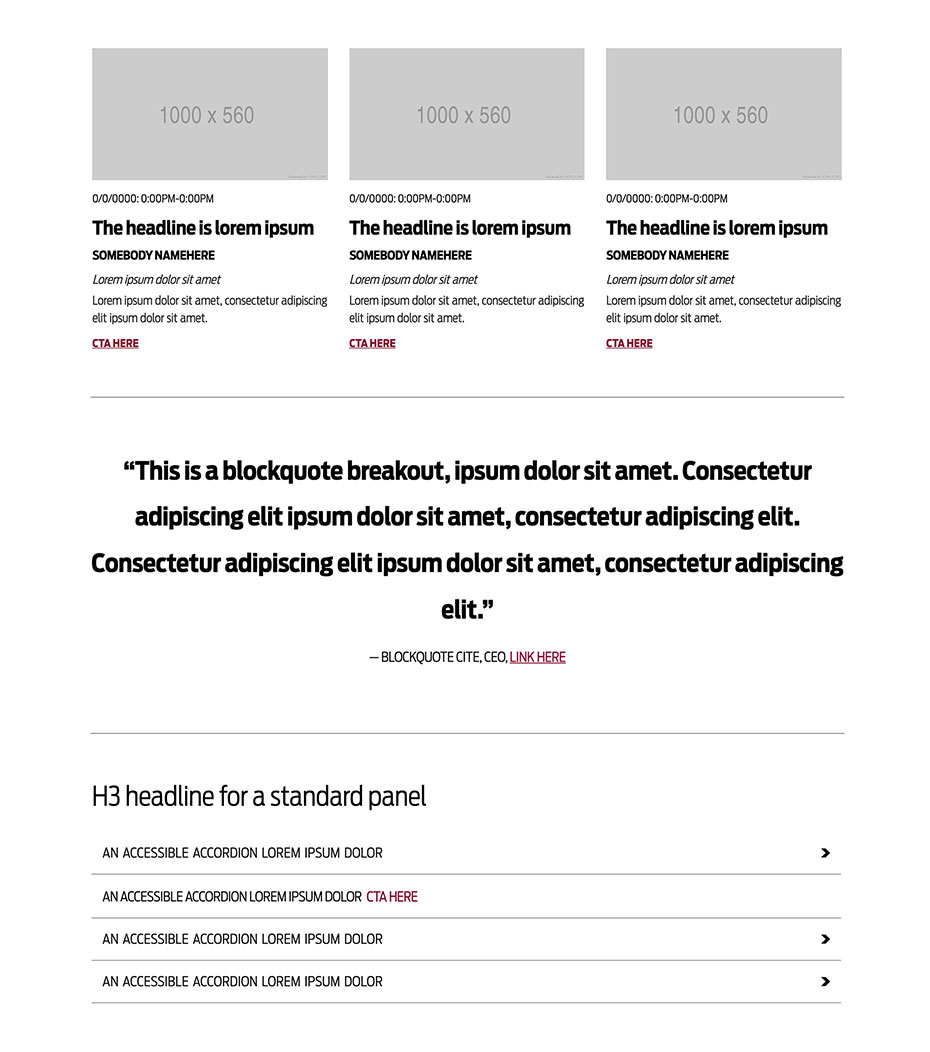 1000 x 560
1000 x 560
1000 x 560
0/0/0000: 0:00PM-0:00PM
The headline is lorem ipsum
SOMEBODY NAMEHERE
Lorem ipsum dolor sit amet
Lorem ipsum dolor sit amet, consectetur adipiscing
elit ipsum dolor sit amet.
CTA HERE
0/0/0000: 0:00PM-0:00PM
The headline is lorem ipsum
SOMEBODY NAMEHERE
Lorem ipsum dolor sit amet
Lorem ipsum dolor sit amet, consectetur adipiscing
elit ipsum dolor sit amet.
CTA HERE
0/0/0000: 0:00PM-0:00PM
The headline is lorem ipsum
SOMEBODY NAMEHERE
Lorem ipsum dolor sit amet
Lorem ipsum dolor sit amet, consectetur adipiscing
elit ipsum dolor sit amet.
CTA HERE
“This is a blockquote breakout, ipsum dolor sit amet. Consectetur
adipiscing elit ipsum dolor sit amet, consectetur adipiscing elit.
Consectetur adipiscing elit ipsum dolor sit amet, consectetur adipiscing
elit.”
— BLOCKQUOTE CITE, CEO, LINK HERE
H3 headline for a standard panel
AN ACCESSIBLE ACCORDION LOREM IPSUM DOLOR
AN ACCESSIBLE ACCORDION LOREM IPSUM DOLOR CTA HERE
AN ACCESSIBLE ACCORDION LOREM IPSUM DOLOR
AN ACCESSIBLE ACCORDION LOREM IPSUM DOLOR